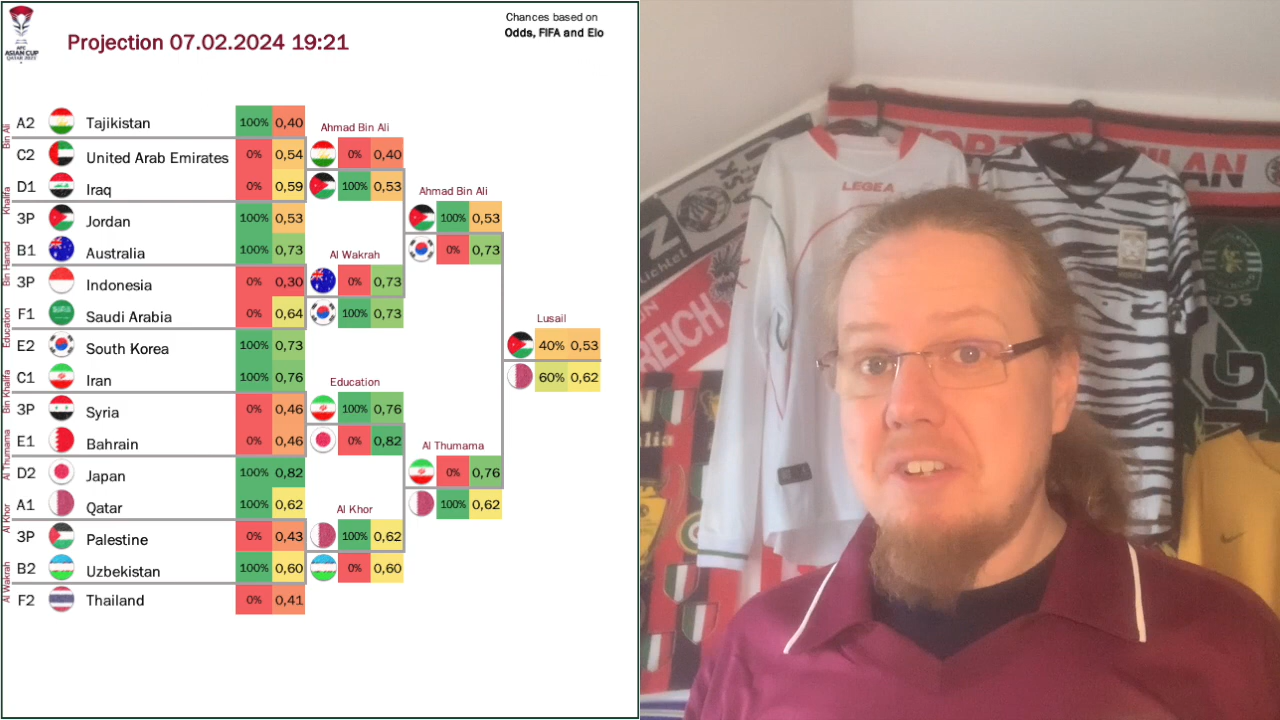 AFC
ASIAN CUP
QATAR 2023
Projection 07.02.2024 19:21
Chances based on
Odds, FIFA and Elo
Bin Ali
A2 Tajikistan 100% 0,40
C2 United Arab Emirates 0% 0,54
Khalifa
D1 Iraq 0% 0,59
3P Jordan 100% 0,53
Bin Hamad
B1 Australia 100% 0,73
3P Indonesia 0% 0,30
Education
F1 Saudi Arabia 0% 0,64
E2 South Korea 100% 0,73
Bin Khalifa
C1 Iran 100% 0,76
3P Syria 0% 0,46
Al Thumama
E1 Bahrain 0% 0,46
D2 Japan 100% 0,82
Al Khor
A1 Qatar 100% 0,62
3P Palestine 0% 0,43
Al Wakrah
B2 Uzbekistan 100% 0,60
F2 Thailand 0% 0,41
Ahmad Bin Ali
0% 0,40
100% 0,53
Al Wakrah
0% 0,73
100% 0,73
Education
100% 0,76
0% 0,82
Al Khor
100% 0,62
0% 0,60
Ahmad Bin Ali
100% 0,53
0% 0,73
Al Thumama
0% 0,76
100% 0,62
Lusail
40% 0,53
60% 0,62
LEGEA
MILAN
REICH